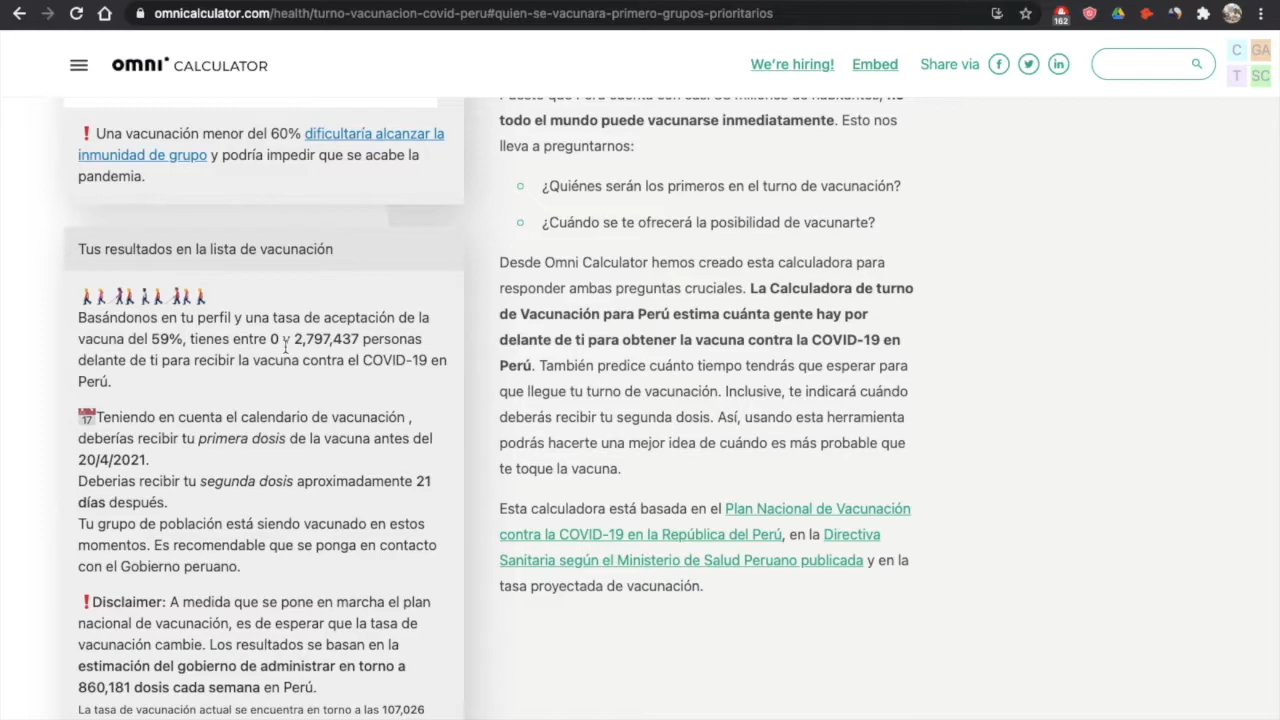 omnicalculator.com/health/turno-vacunacion-covid-peru#quien-se-vacunara-primero-grupos-prioritarios
162
omni CALCULATOR
We're hiring!
Embed
Share via
C GA
T SC
❗ Una vacunación menor del 60% dificultaría alcanzar la
inmunidad de grupo y podría impedir que se acabe la
pandemia.
Tus resultados en la lista de vacunación
Basándonos en tu perfil y una tasa de aceptación de la
vacuna del 59%, tienes entre 0 y 2,797,437 personas
delante de ti para recibir la vacuna contra el COVID-19 en
Perú.
17 Teniendo en cuenta el calendario de vacunación ,
deberías recibir tu primera dosis de la vacuna antes del
20/4/2021.
Deberias recibir tu segunda dosis aproximadamente 21
días después.
Tu grupo de población está siendo vacunado en estos
momentos. Es recomendable que se ponga en contacto
con el Gobierno peruano.
❗Disclaimer: A medida que se pone en marcha el plan
nacional de vacunación, es de esperar que la tasa de
vacunación cambie. Los resultados se basan en la
estimación del gobierno de administrar en torno a
860,181 dosis cada semana en Perú.
La tasa de vacunación actual se encuentra en torno a las 107,026
todo el mundo puede vacunarse inmediatamente. Esto nos
lleva a preguntarnos:
¿Quiénes serán los primeros en el turno de vacunación?
¿Cuándo se te ofrecerá la posibilidad de vacunarte?
Desde Omni Calculator hemos creado esta calculadora para
responder ambas preguntas cruciales. La Calculadora de turno
de Vacunación para Perú estima cuánta gente hay por
delante de ti para obtener la vacuna contra la COVID-19 en
Perú. También predice cuánto tiempo tendrás que esperar para
que llegue tu turno de vacunación. Inclusive, te indicará cuándo
deberás recibir tu segunda dosis. Así, usando esta herramienta
podrás hacerte una mejor idea de cuándo es más probable que
te toque la vacuna.
Esta calculadora está basada en el Plan Nacional de Vacunación
contra la COVID-19 en la República del Perú, en la Directiva
Sanitaria según el Ministerio de Salud Peruano publicada y en la
tasa proyectada de vacunación.